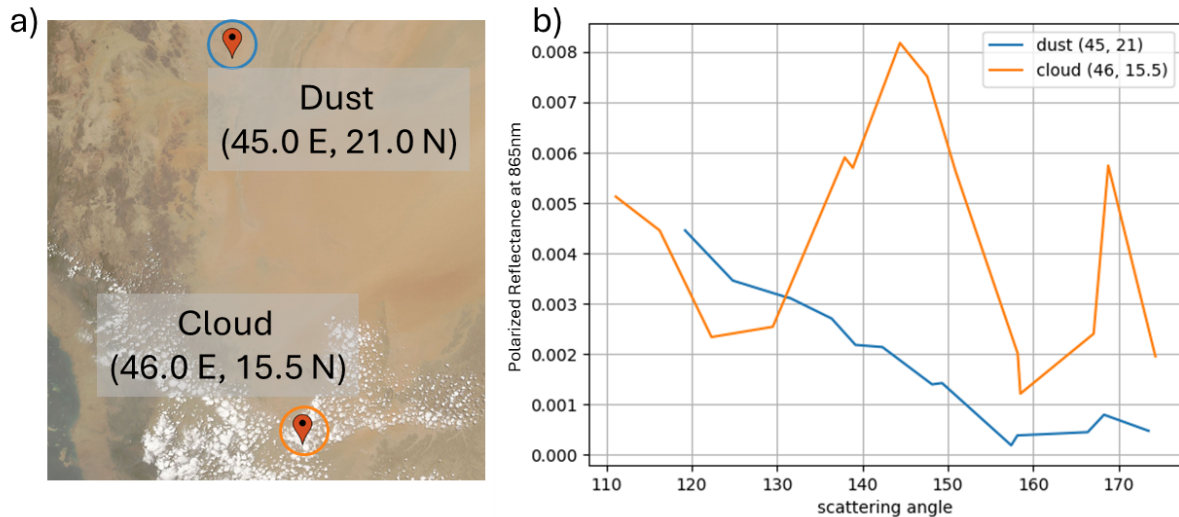 a)
Dust
(45.0 E, 21.0 N)
Cloud
(46.0 E, 15.5 N)
b)
Polarized Reflectance at 865nm
0.008
0.007
0.006
0.005
0.004
0.003
0.002
0.001
0.000
dust (45, 21)
cloud (46, 15.5)
110 120 130 140 150 160 170
scattering angle